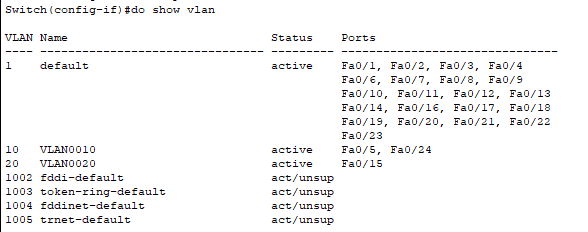 Switch(config-if)#do show vlan
VLAN Name                             Status    Ports
---- -------------------------------- --------- -------------------------------
1    default                          active    Fa0/1, Fa0/2, Fa0/3, Fa0/4
                                                Fa0/6, Fa0/7, Fa0/8, Fa0/9
                                                Fa0/10, Fa0/11, Fa0/12, Fa0/13
                                                Fa0/14, Fa0/16, Fa0/17, Fa0/18
                                                Fa0/19, Fa0/20, Fa0/21, Fa0/22
                                                Fa0/23
10   VLAN0010                         active    Fa0/5, Fa0/24
20   VLAN0020                         active    Fa0/15
1002 fddi-default                     act/unsup
1003 token-ring-default               act/unsup
1004 fddinet-default                  act/unsup
1005 trnet-default                    act/unsup